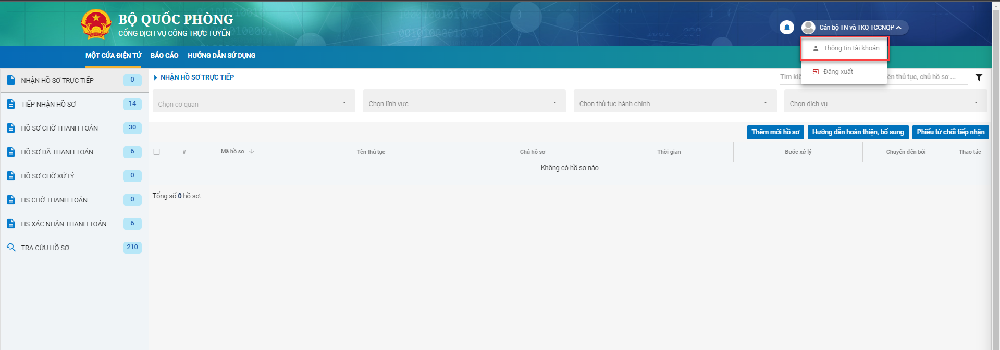 BỘ QUỐC PHÒNG
CỔNG DỊCH VỤ CÔNG TRỰC TUYẾN
Cán bộ TN và TKQ TCCNQP
Thông tin tài khoản
Đăng xuất
MỘT CỬA ĐIỆN TỬ BÁO CÁO HƯỚNG DẪN SỬ DỤNG
NHẬN HỒ SƠ TRỰC TIẾP 0
TIẾP NHẬN HỒ SƠ 14
HỒ SƠ CHỜ THANH TOÁN 30
HỒ SƠ ĐÃ THANH TOÁN 6
HỒ SƠ CHỜ XỬ LÝ 0
HS CHỜ THANH TOÁN 0
HS XÁC NHẬN THANH TOÁN 6
TRA CỨU HỒ SƠ 210
NHẬN HỒ SƠ TRỰC TIẾP
Tìm thủ tục, chủ hồ sơ ...
Chọn cơ quan Chọn lĩnh vực Chọn thủ tục hành chính Chọn dịch vụ
Thêm mới hồ sơ Hướng dẫn hoàn thiện, bổ sung Phiếu từ chối tiếp nhận
# Mã hồ sơ Tên thủ tục Chủ hồ sơ Thời gian Bước xử lý Chuyển đến bởi Thao tác
Không có hồ sơ nào
Tổng số 0 hồ sơ.